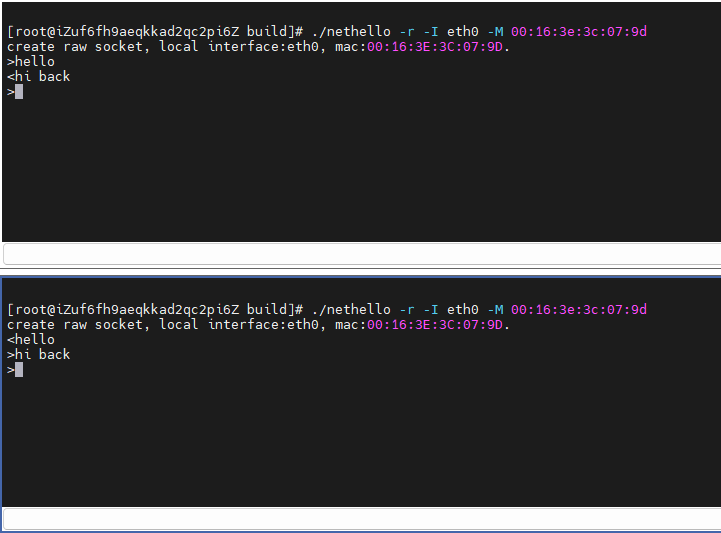 [root@iZuf6fh9aeqkkad2qc2pi6Z build]# ./nethello -r -I eth0 -M 00:16:3e:3c:07:9d
create raw socket, local interface:eth0, mac:00:16:3E:3C:07:9D.
>hello
<hi back
>
[root@iZuf6fh9aeqkkad2qc2pi6Z build]# ./nethello -r -I eth0 -M 00:16:3e:3c:07:9d
create raw socket, local interface:eth0, mac:00:16:3E:3C:07:9D.
<hello
>hi back
>